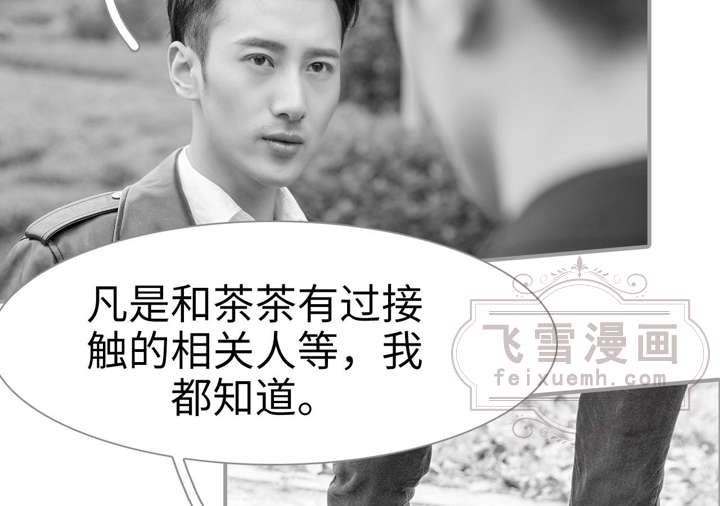 凡是和茶茶有过接
触的相关人等，我
都知道。
飞雪漫画
feixuemh.com